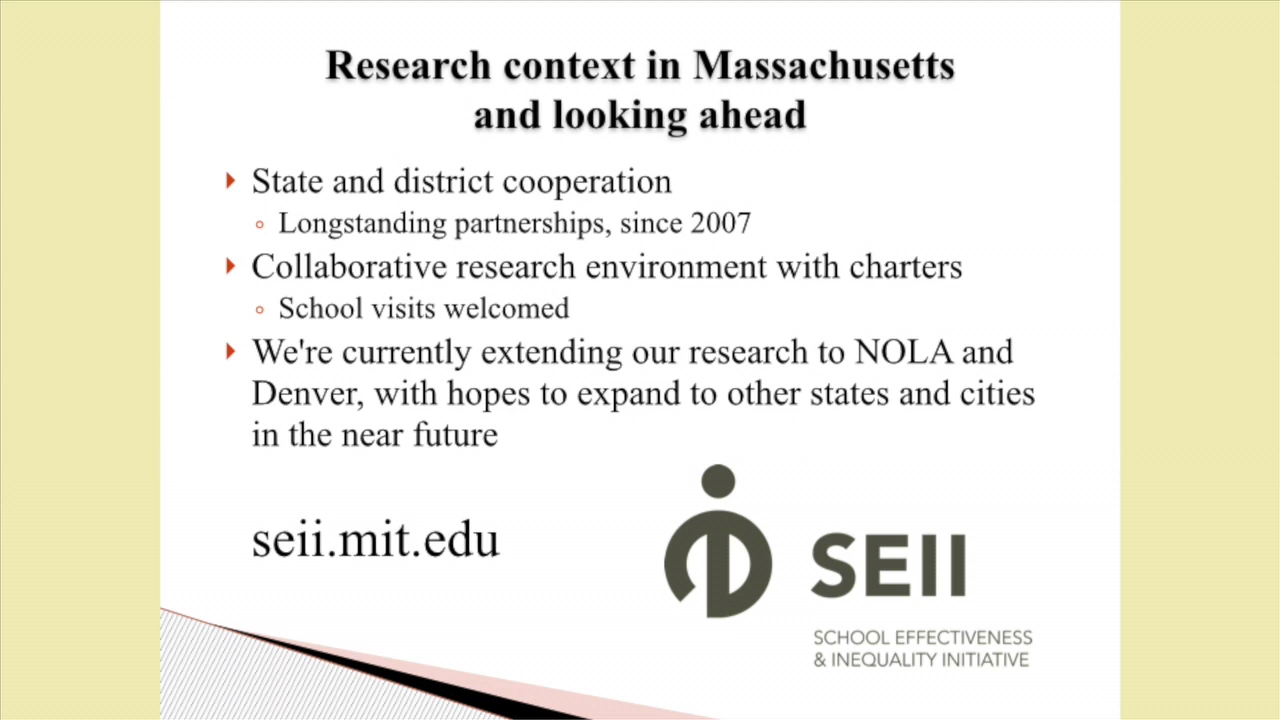 Research context in Massachusetts
and looking ahead
State and district cooperation
Longstanding partnerships, since 2007
Collaborative research environment with charters
School visits welcomed
We're currently extending our research to NOLA and
Denver, with hopes to expand to other states and cities
in the near future
seii.mit.edu
SEII
SCHOOL EFFECTIVENESS
& INEQUALITY INITIATIVE